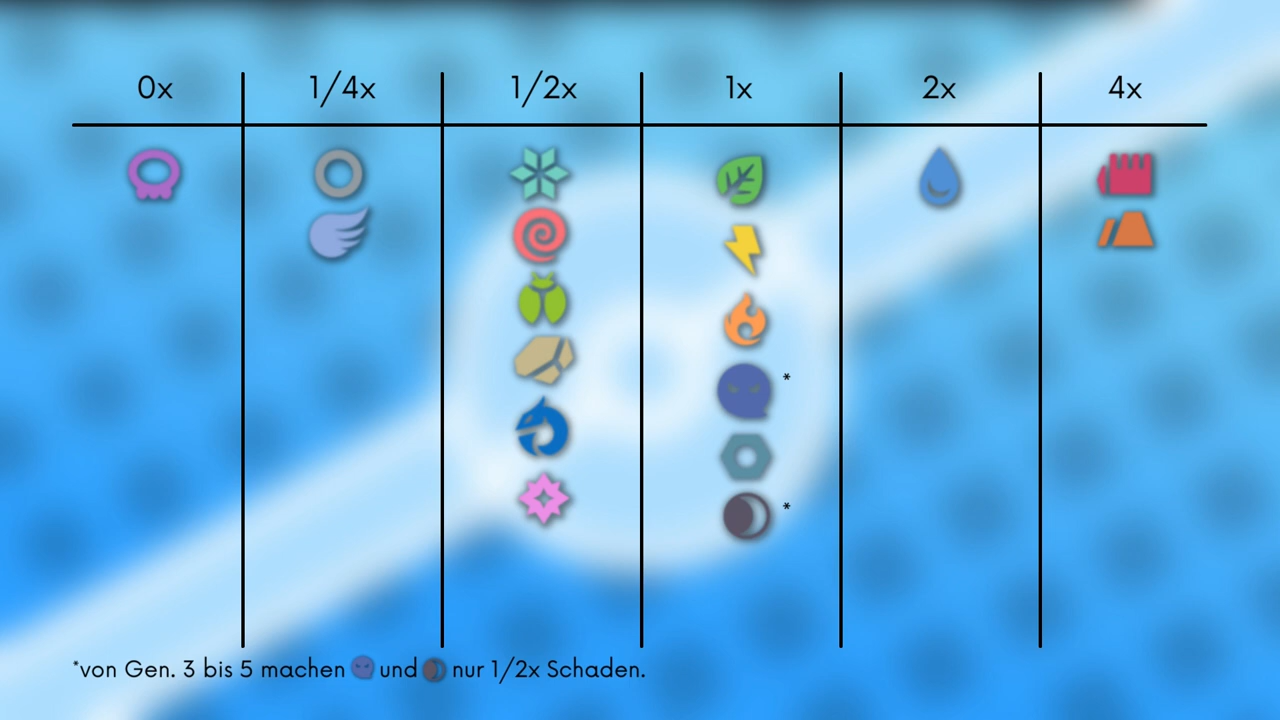 0x 1/4x 1/2x 1x 2x 4x
*
*
*von Gen. 3 bis 5 machen und nur 1/2x Schaden.